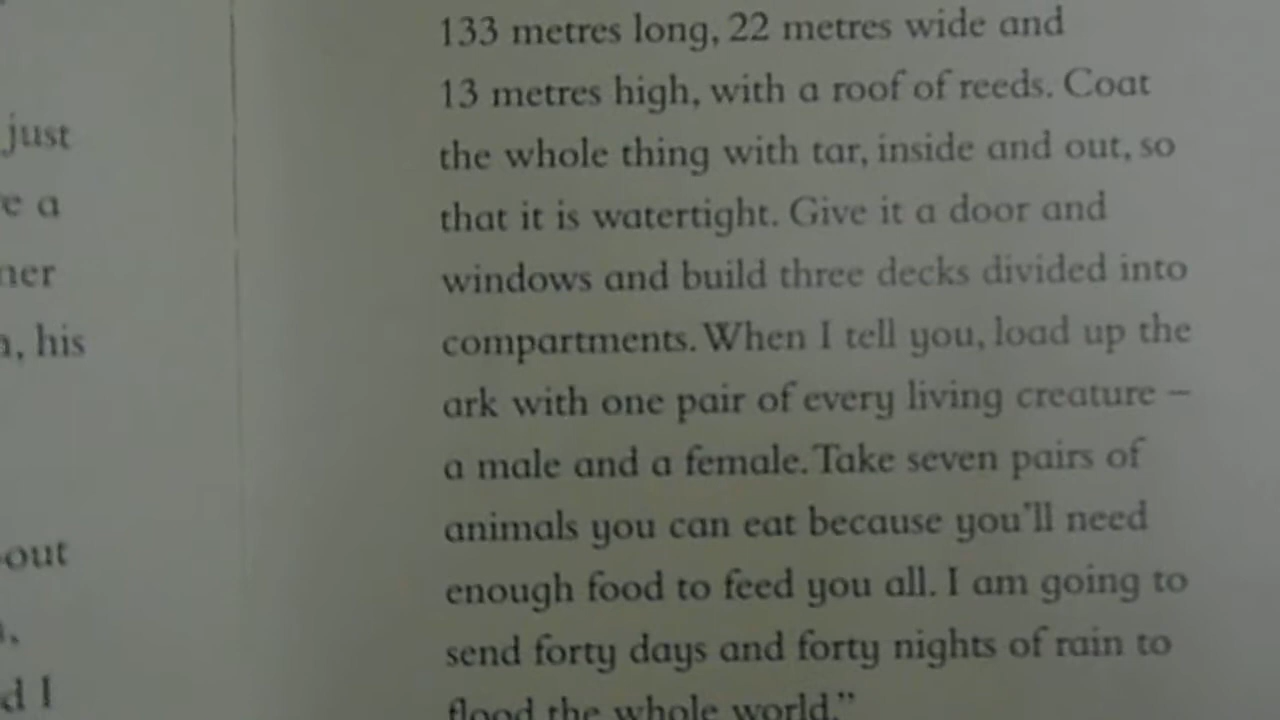 just
a
his
out
I
133 metres long, 22 metres wide and
13 metres high, with a roof of reeds. Coat
the whole thing with tar, inside and out, so
that it is watertight. Give it a door and
windows and build three decks divided into
compartments. When I tell you, load up the
ark with one pair of every living creature –
a male and a female. Take seven pairs of
animals you can eat because you'll need
enough food to feed you all. I am going to
send forty days and forty nights of rain to
flood the whole world.”